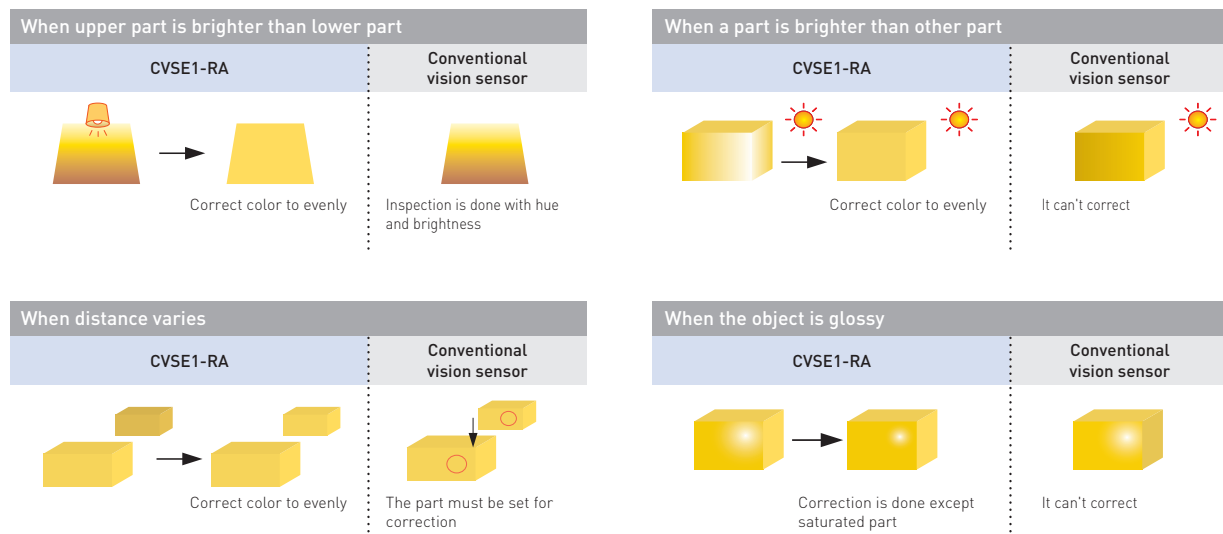 When upper part is brighter than lower part
CVSE1-RA
Conventional
vision sensor
Correct color to evenly
Inspection is done with hue
and brightness
When a part is brighter than other part
CVSE1-RA
Conventional
vision sensor
Correct color to evenly
It can't correct
When distance varies
CVSE1-RA
Conventional
vision sensor
Correct color to evenly
The part must be set for
correction
When the object is glossy
CVSE1-RA
Conventional
vision sensor
Correction is done except
saturated part
It can't correct